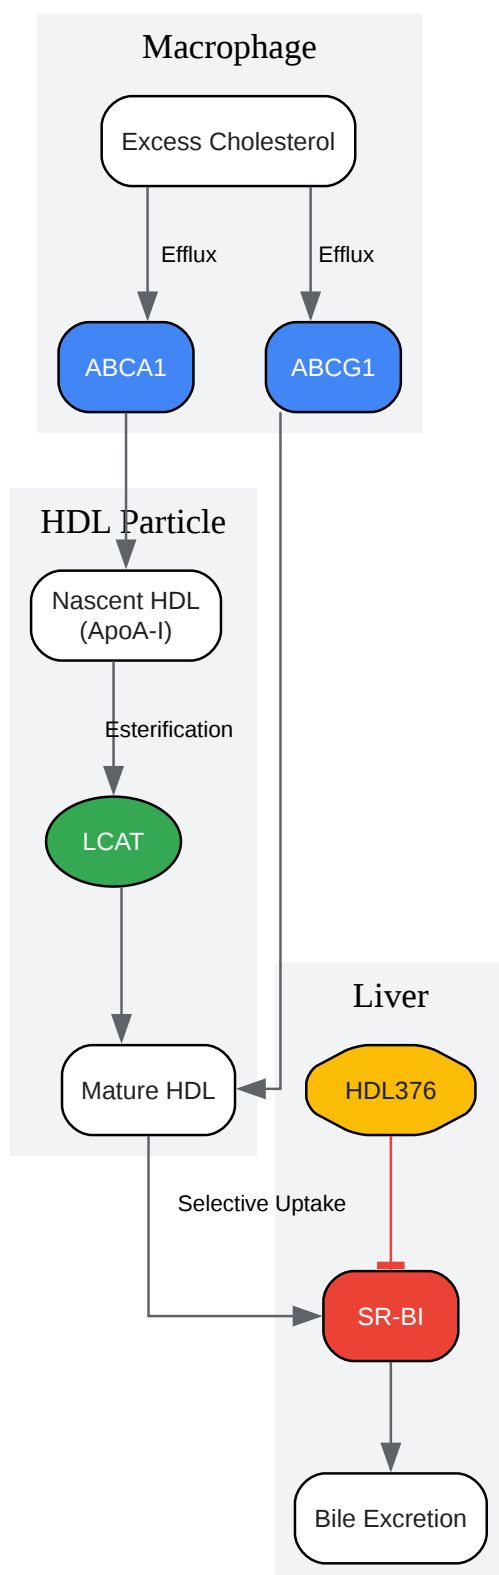 Macrophage
Excess Cholesterol
Efflux
Efflux
ABCA1
ABCG1
HDL Particle
Nascent HDL
(ApoA-I)
Esterification
LCAT
Liver
Mature HDL
HDL376
Selective Uptake
SR-BI
Bile Excretion